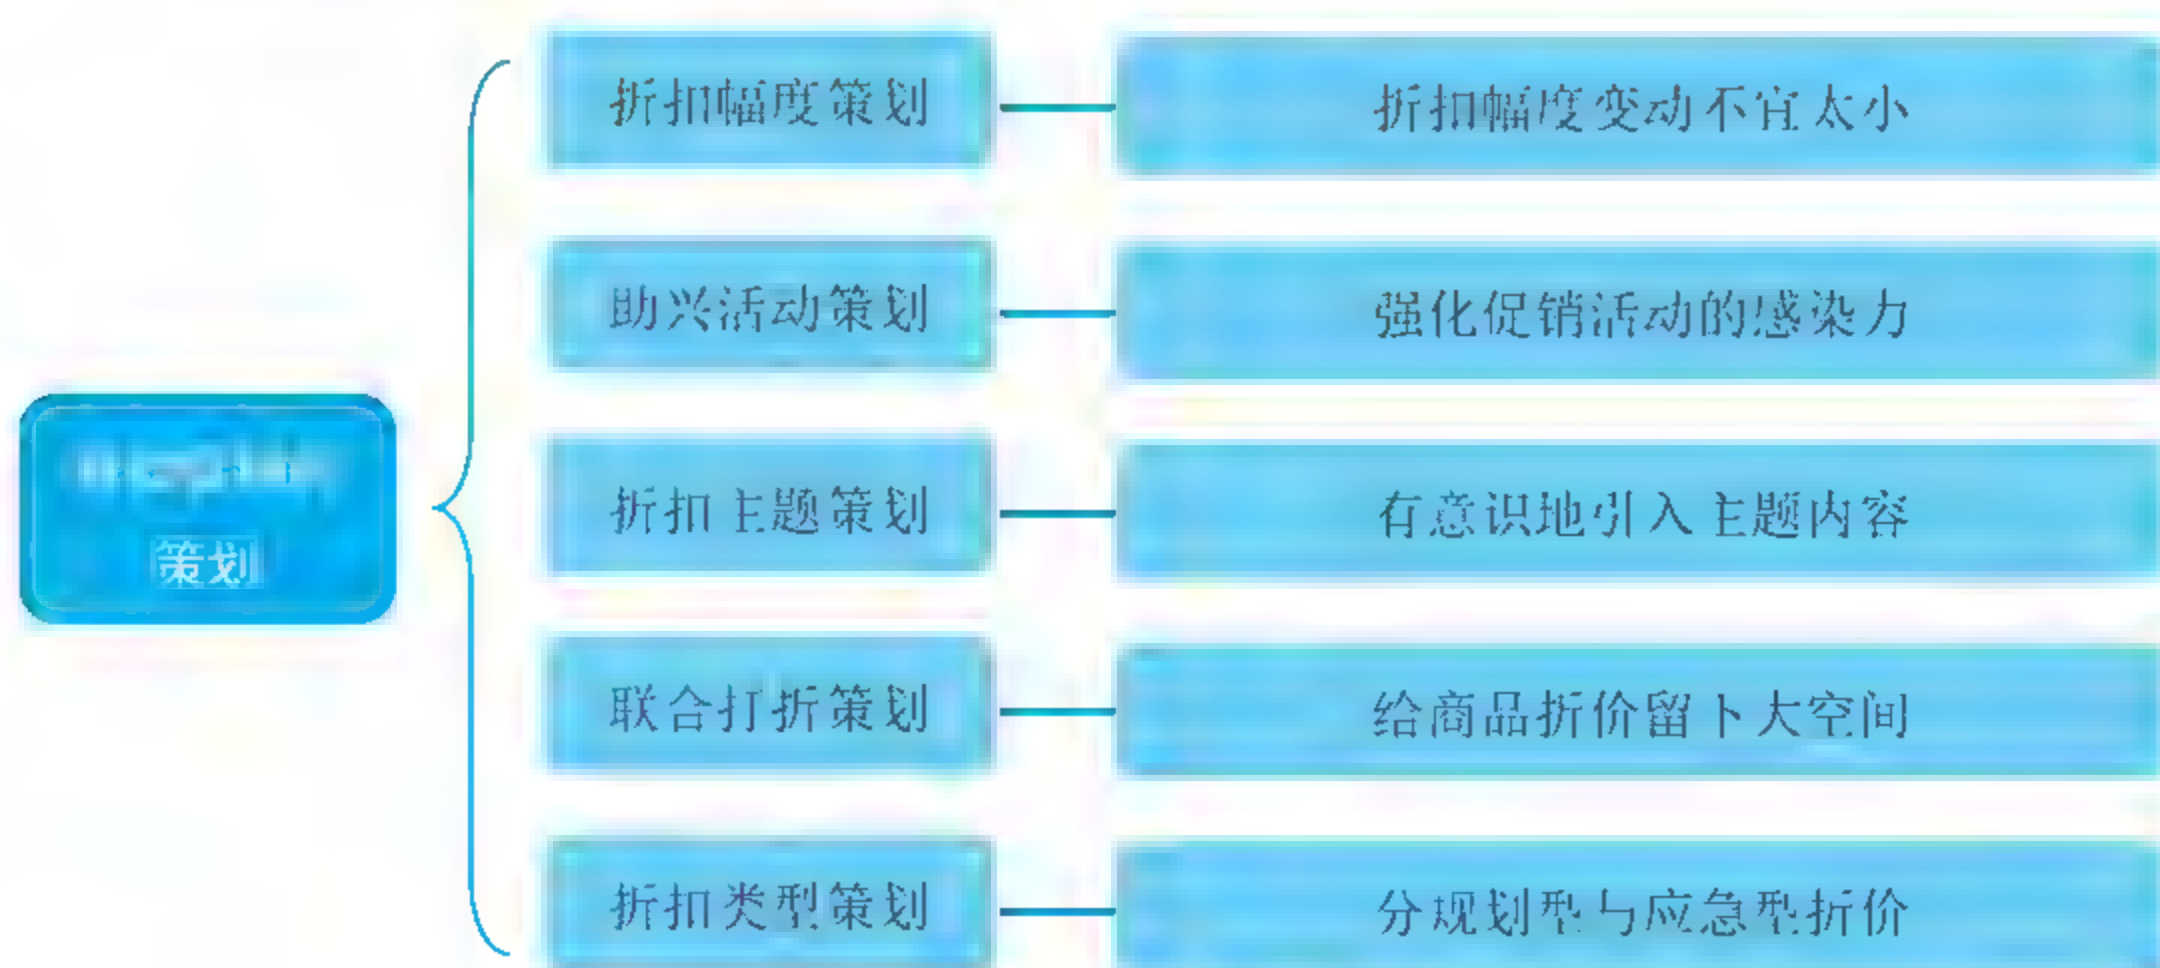 折扣幅度策划
折扣幅度变动不宜太小
助兴活动策划
强化促销活动的感染力
策划
折扣主题策划
有意识地引入主题内容
联合打折策划
给商品折价留下大空间
折扣类型策划
分规划型与应急型折价